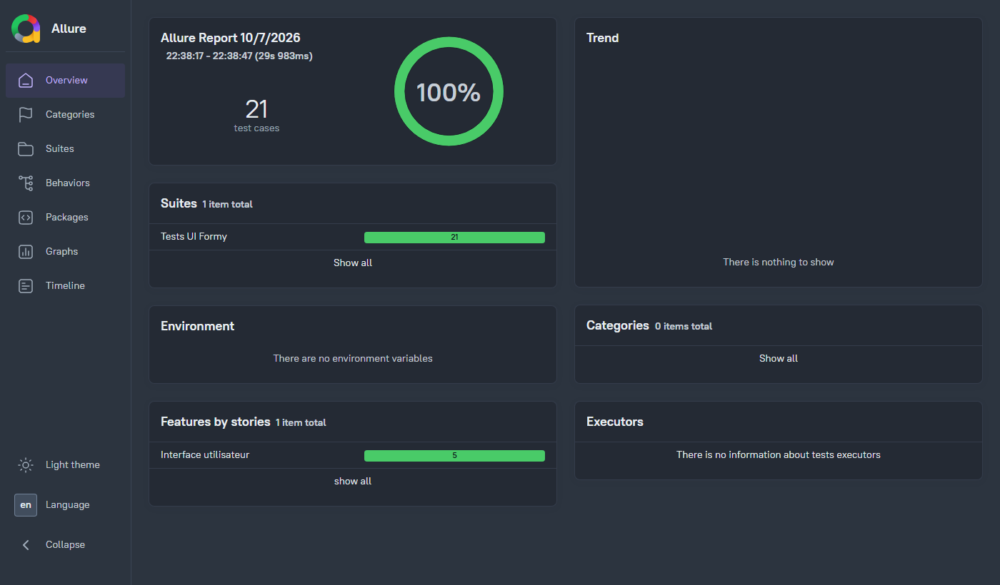 Allure
Overview
Categories
Suites
Behaviors
Packages
Graphs
Timeline
Light theme
en Language
Collapse
Allure Report 10/7/2026
22:38:17 - 22:38:47 (29s 983ms)
21
test cases
100%
Trend
There is nothing to show
Suites 1 item total
Tests UI Formy 21
Show all
Environment
There are no environment variables
Categories 0 items total
Show all
Features by stories 1 item total
Interface utilisateur 5
show all
Executors
There is no information about tests executors